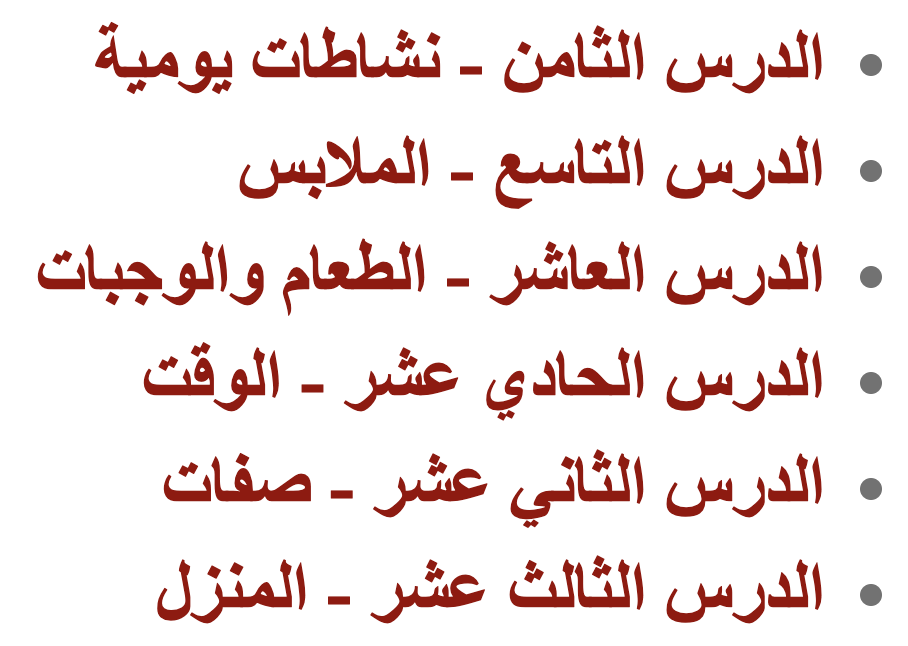 • الدرس الثامن - نشاطات يومية
• الدرس التاسع - الملابس
• الدرس العاشر - الطعام والوجبات
• الدرس الحادي عشر - الوقت
• الدرس الثاني عشر - صفات
• الدرس الثالث عشر - المنزل